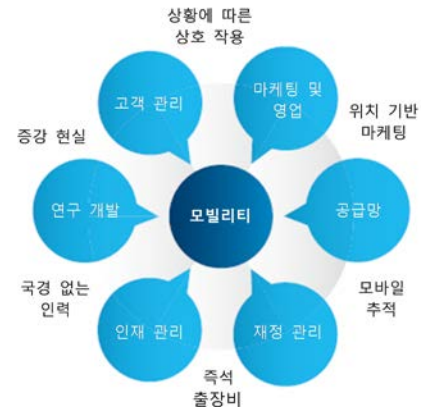 상황에 따른
상호 작용
고객 관리
마케팅 및
영업
위치 기반
마케팅
증강 현실
연구 개발
모빌리티
공급망
국경 없는
인력
모바일
추적
인재 관리
재정 관리
즉석
출장비